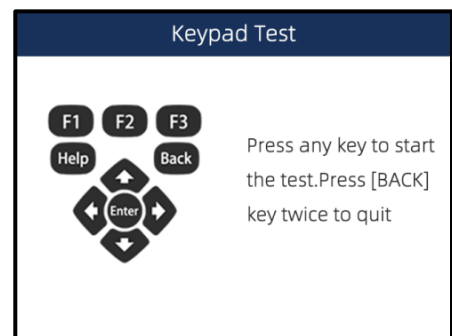 Keypad Test
F1 F2 F3
Help Back
Enter
Press any key to start
the test.Press [BACK]
key twice to quit